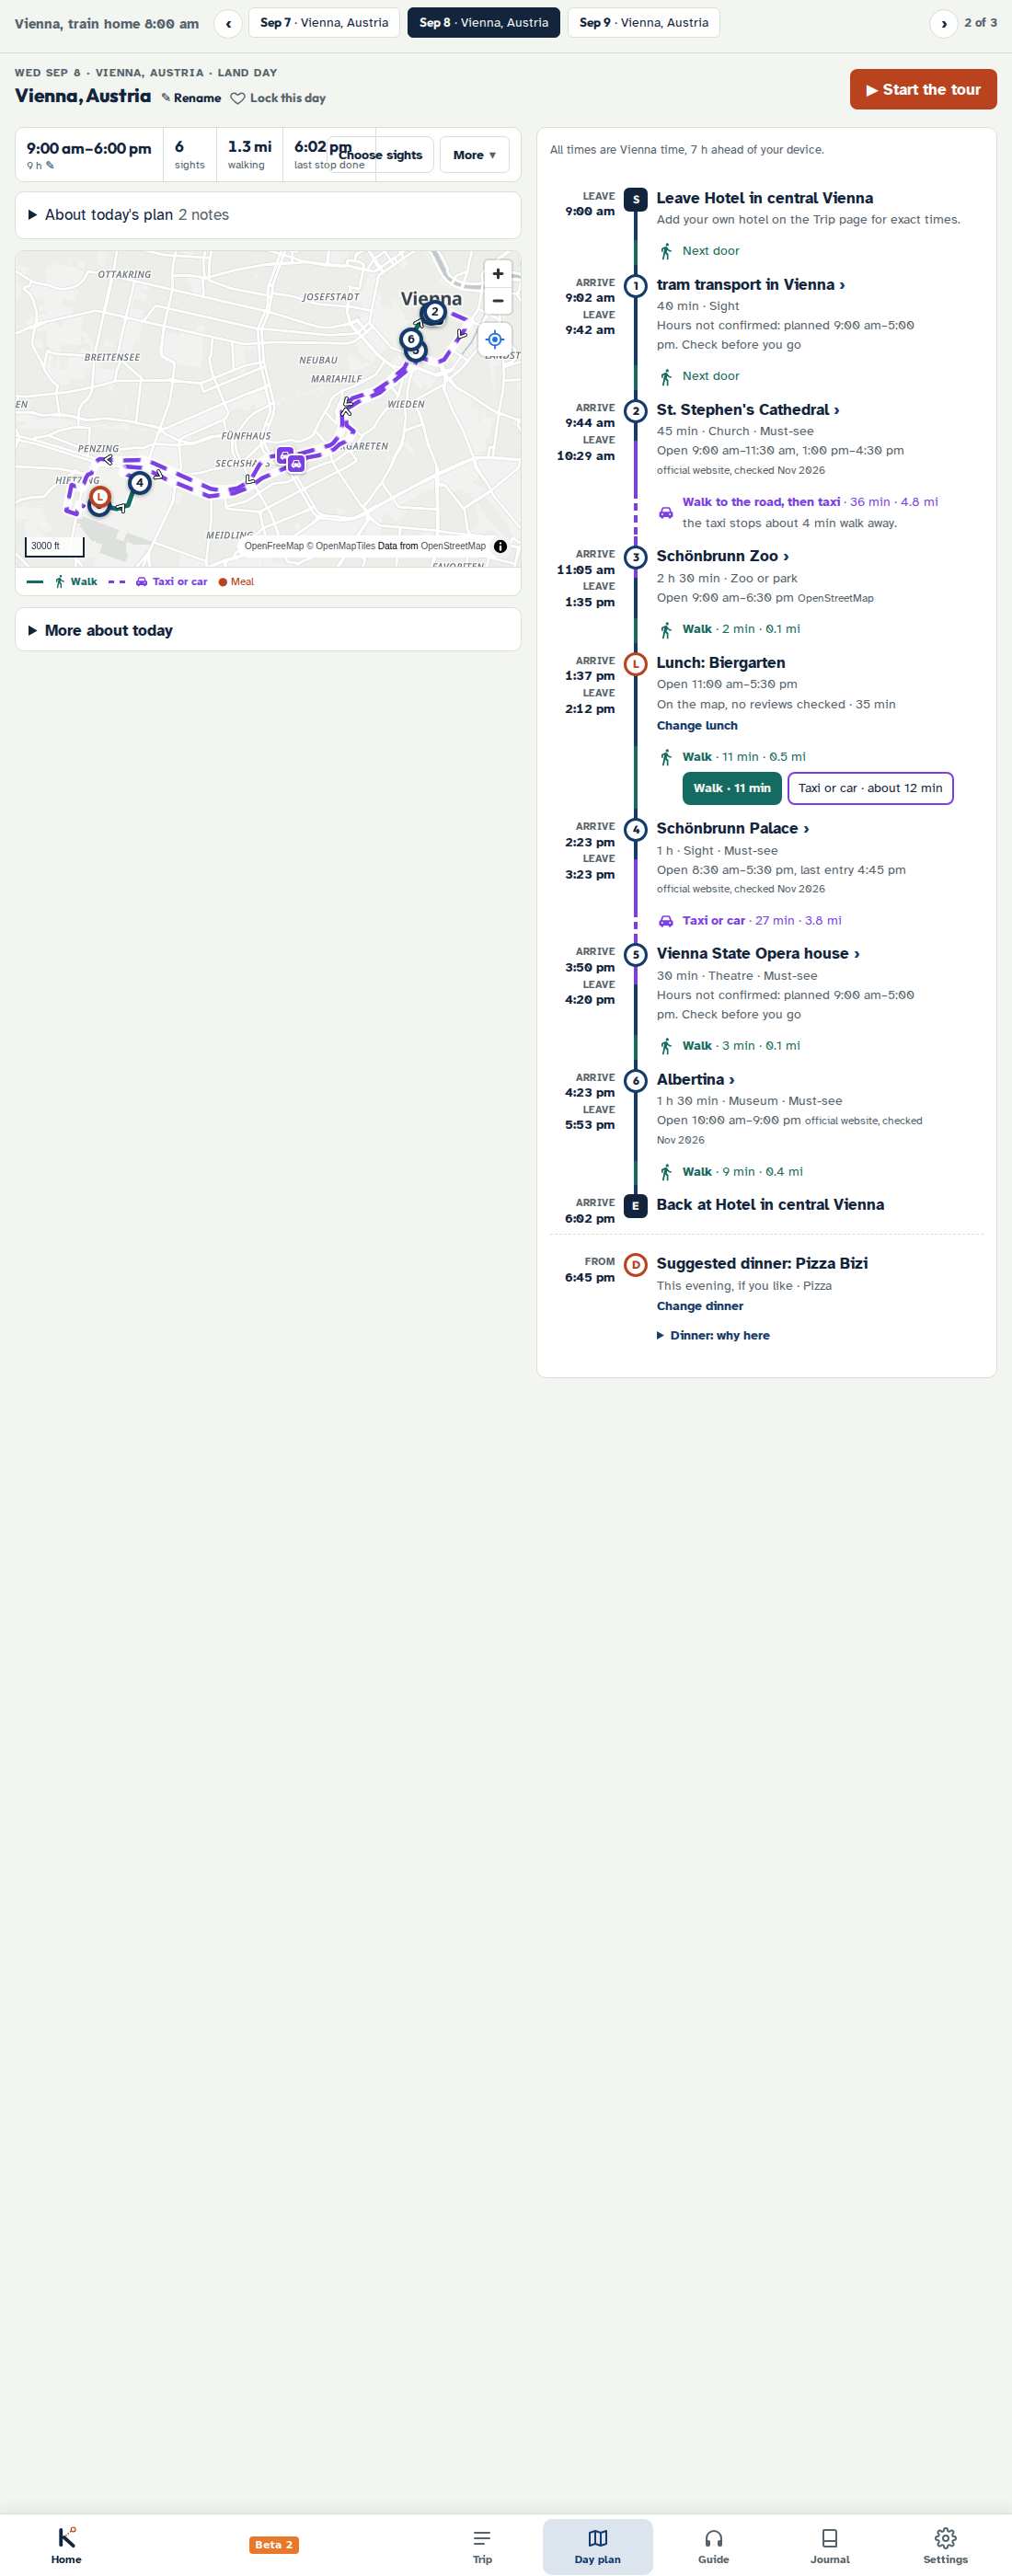 Vienna, train home 8:00 am
‹
Sep 7 · Vienna, Austria
Sep 8 · Vienna, Austria
Sep 9 · Vienna, Austria
›
2 of 3
WED SEP 8 · VIENNA, AUSTRIA · LAND DAY
Vienna, Austria
✎ Rename
Lock this day
▶ Start the tour
9:00 am–6:00 pm
9 h ✎
6
sights
1.3 mi
walking
6:02 pm
last stop done
Choose sights
More ▾
▶ About today's plan 2 notes
OTTAKRING
JOSEFSTADT
Vienna
2
6
5
BREITENSEE
NEUBAU
MARIAHILF
WIEDEN
EN
FÜNFHAUS
PENZING
4
L
MEIDLING
3000 ft
OpenFreeMap © OpenMapTiles Data from OpenStreetMap
FAVORITEN
+
−
Walk
Taxi or car
Meal
▶ More about today
All times are Vienna time, 7 h ahead of your device.
LEAVE
9:00 am
S
Leave Hotel in central Vienna
Add your own hotel on the Trip page for exact times.
Next door
ARRIVE
9:02 am
LEAVE
9:42 am
1
tram transport in Vienna ›
40 min · Sight
Hours not confirmed: planned 9:00 am–5:00
pm. Check before you go
Next door
ARRIVE
9:44 am
LEAVE
10:29 am
2
St. Stephen's Cathedral ›
45 min · Church · Must-see
Open 9:00 am–11:30 am, 1:00 pm–4:30 pm
official website, checked Nov 2026
Walk to the road, then taxi · 36 min · 4.8 mi
the taxi stops about 4 min walk away.
ARRIVE
11:05 am
LEAVE
1:35 pm
3
Schönbrunn Zoo ›
2 h 30 min · Zoo or park
Open 9:00 am–6:30 pm OpenStreetMap
Walk · 2 min · 0.1 mi
ARRIVE
1:37 pm
LEAVE
2:12 pm
L
Lunch: Biergarten
Open 11:00 am–5:30 pm
On the map, no reviews checked · 35 min
Change lunch
Walk · 11 min · 0.5 mi
Walk · 11 min
Taxi or car · about 12 min
ARRIVE
2:23 pm
LEAVE
3:23 pm
4
Schönbrunn Palace ›
1 h · Sight · Must-see
Open 8:30 am–5:30 pm, last entry 4:45 pm
official website, checked Nov 2026
Taxi or car · 27 min · 3.8 mi
ARRIVE
3:50 pm
LEAVE
4:20 pm
5
Vienna State Opera house ›
30 min · Theatre · Must-see
Hours not confirmed: planned 9:00 am–5:00
pm. Check before you go
Walk · 3 min · 0.1 mi
ARRIVE
4:23 pm
LEAVE
5:53 pm
6
Albertina ›
1 h 30 min · Museum · Must-see
Open 10:00 am–9:00 pm official website, checked
Nov 2026
Walk · 9 min · 0.4 mi
ARRIVE
6:02 pm
E
Back at Hotel in central Vienna
FROM
6:45 pm
D
Suggested dinner: Pizza Bizi
This evening, if you like · Pizza
Change dinner
▶ Dinner: why here
Home
Beta 2
Trip
Day plan
Guide
Journal
Settings